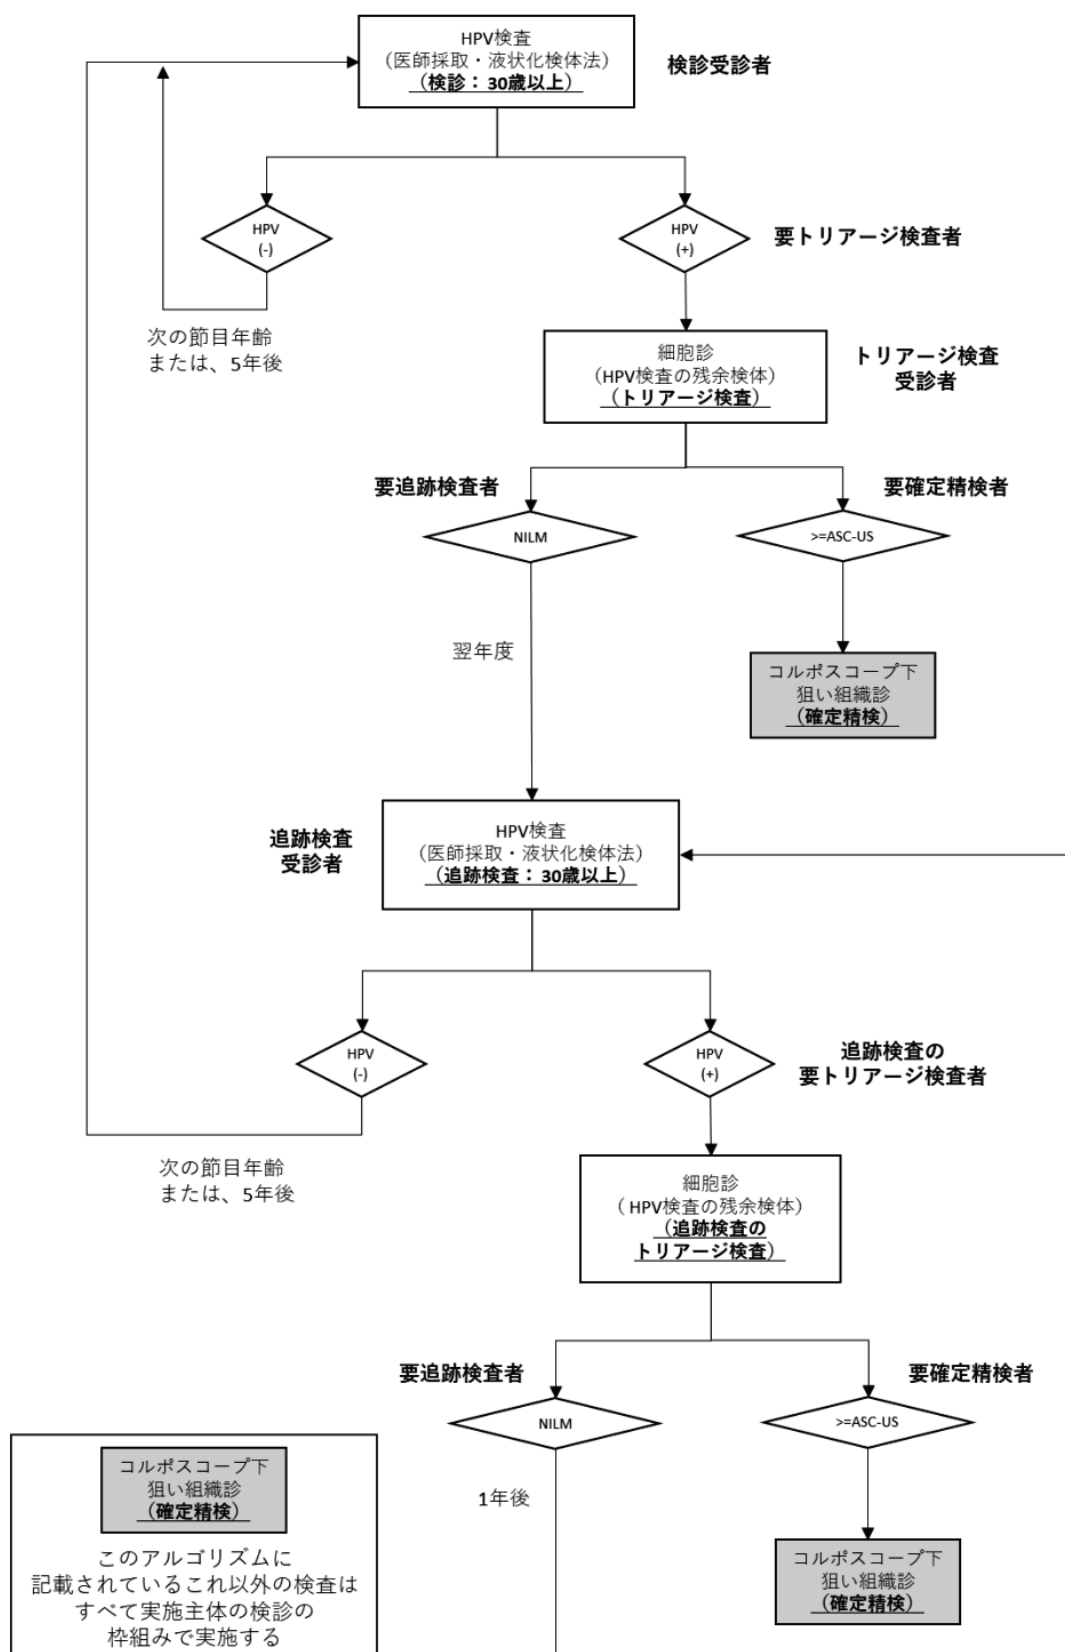 HPV検査
（医師採取・液状化検体法）
（検診： 30歳以上）
検診受診者
HPV
(-)
HPV
(+)
要トリアージ検査者
次の節目年齢
または、5年後
細胞診
（HPV検査の残余検体）
（トリアージ検査）
トリアージ検査
受診者
要追跡検査者
要確定精検者
NILM
>=ASC-US
翌年度
コルポスコープ下
狙い組織診
（確定精検）
追跡検査
受診者
HPV検査
（医師採取・液状化検体法）
（追跡検査： 30歳以上）
HPV
(-)
HPV
(+)
追跡検査の
要トリアージ検査者
次の節目年齢
または、5年後
細胞診
（ HPV検査の残余検体）
（追跡検査の
トリアージ検査）
要追跡検査者
要確定精検者
NILM
>=ASC-US
1年後
コルポスコープ下
狙い組織診
（確定精検）
コルポスコープ下
狙い組織診
（確定精検）
このアルゴリズムに
記載されているこれ以外の検査は
すべて実施主体の検診の
枠組みで実施する